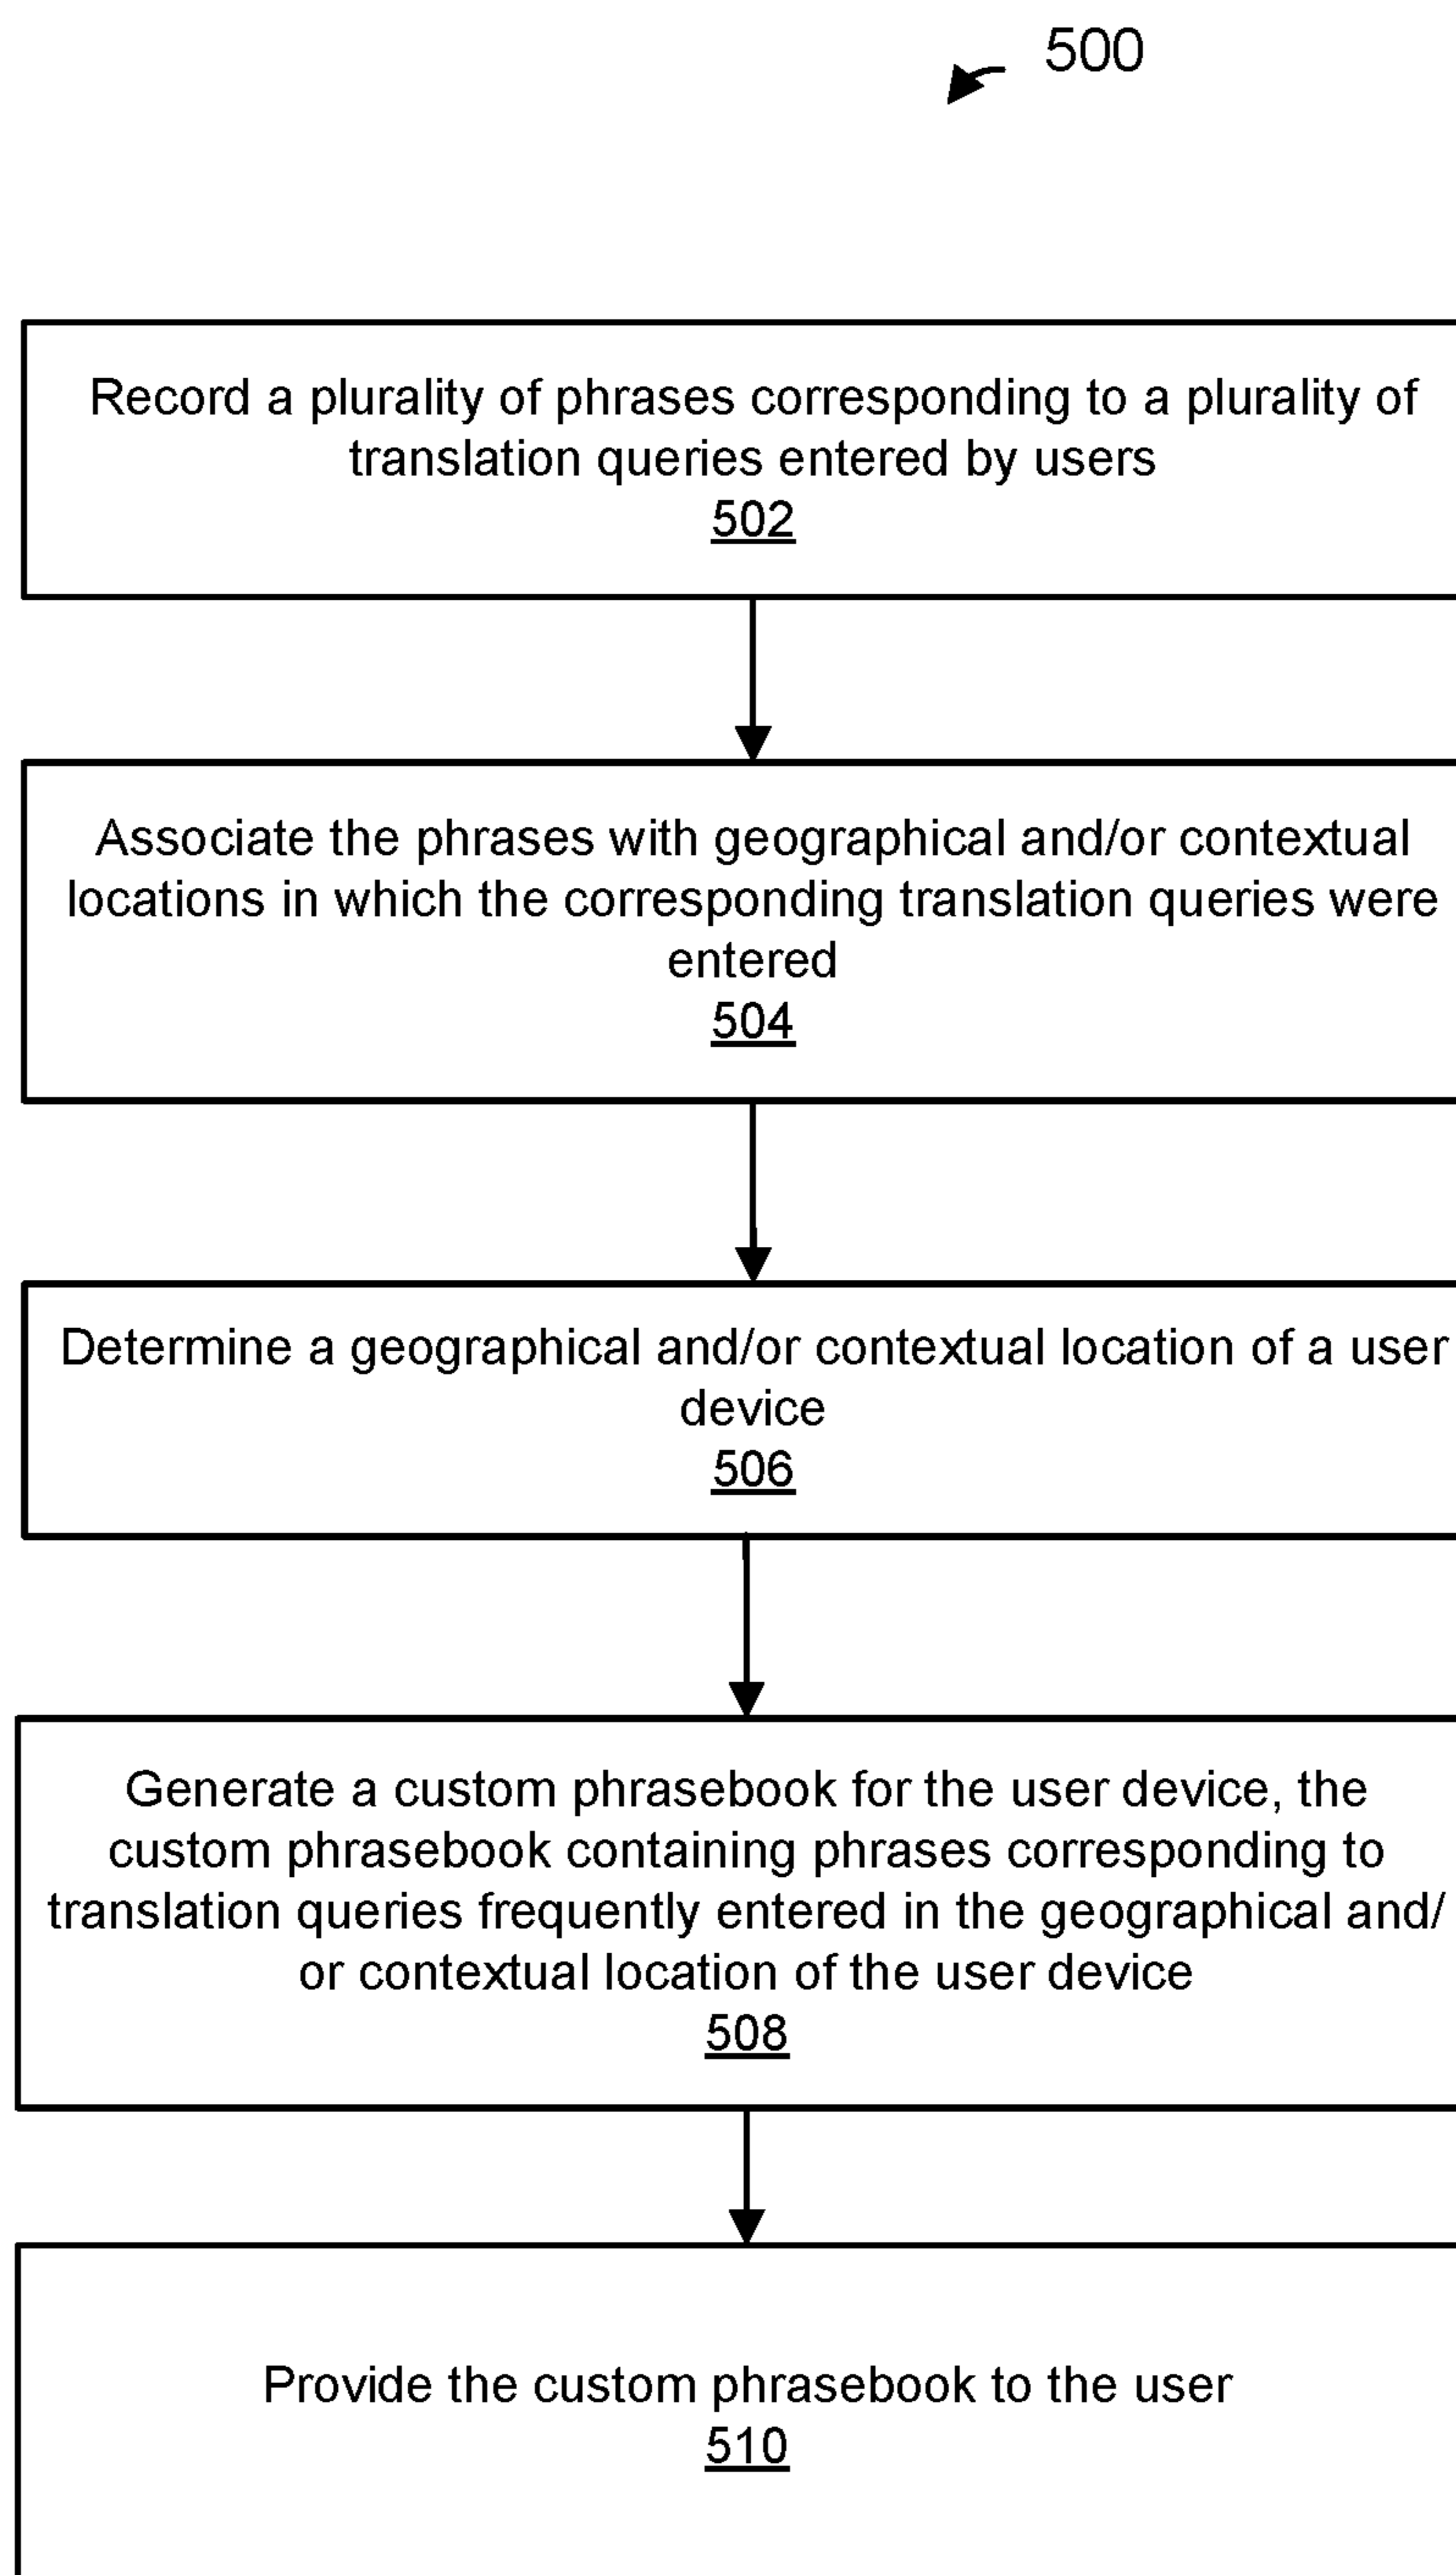 500
Record a plurality of phrases corresponding to a plurality of
translation queries entered by users
502
Associate the phrases with geographical and/or contextual
locations in which the corresponding translation queries were
entered
504
Determine a geographical and/or contextual location of a user
device
506
Generate a custom phrasebook for the user device, the
custom phrasebook containing phrases corresponding to
translation queries frequently entered in the geographical and/
or contextual location of the user device
508
Provide the custom phrasebook to the user
510